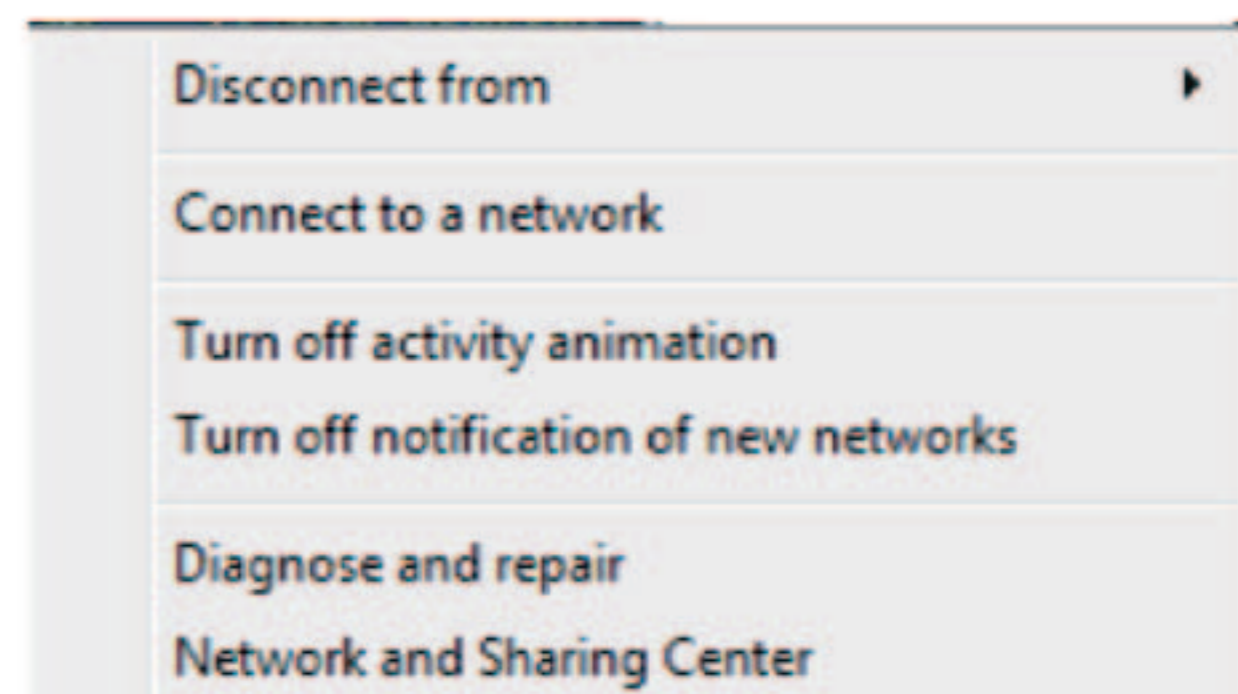 Disconnect from
Connect to a network
Turn off activity animation
Turn off notification of new networks
Diagnose and repair
Network and Sharing Center